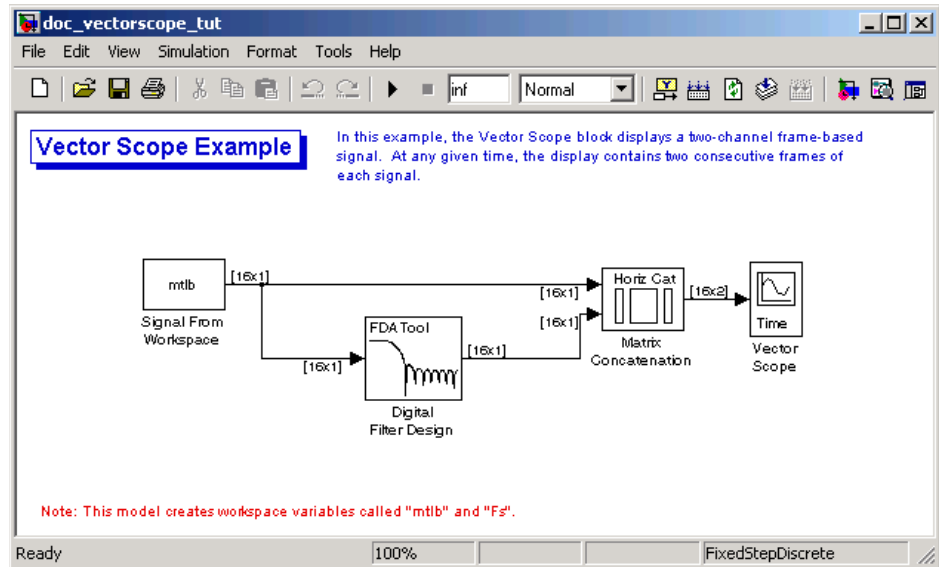 doc_vectorscope_tut
File Edit View Simulation Format Tools Help
inf Normal
Vector Scope Example
In this example, the Vector Scope block displays a two-channel frame-based
signal. At any given time, the display contains two consecutive frames of
each signal.
mtlb
[16x1]
Signal From
Workspace
[16x1]
FDATool
[16x1]
Digital
Filter Design
[16x1]
[16x1]
Horiz Cat
[16x2]
Matrix
Concatenation
Time
Vector
Scope
Note: This model creates workspace variables called "mtlb" and "Fs".
Ready 100% FixedStepDiscrete